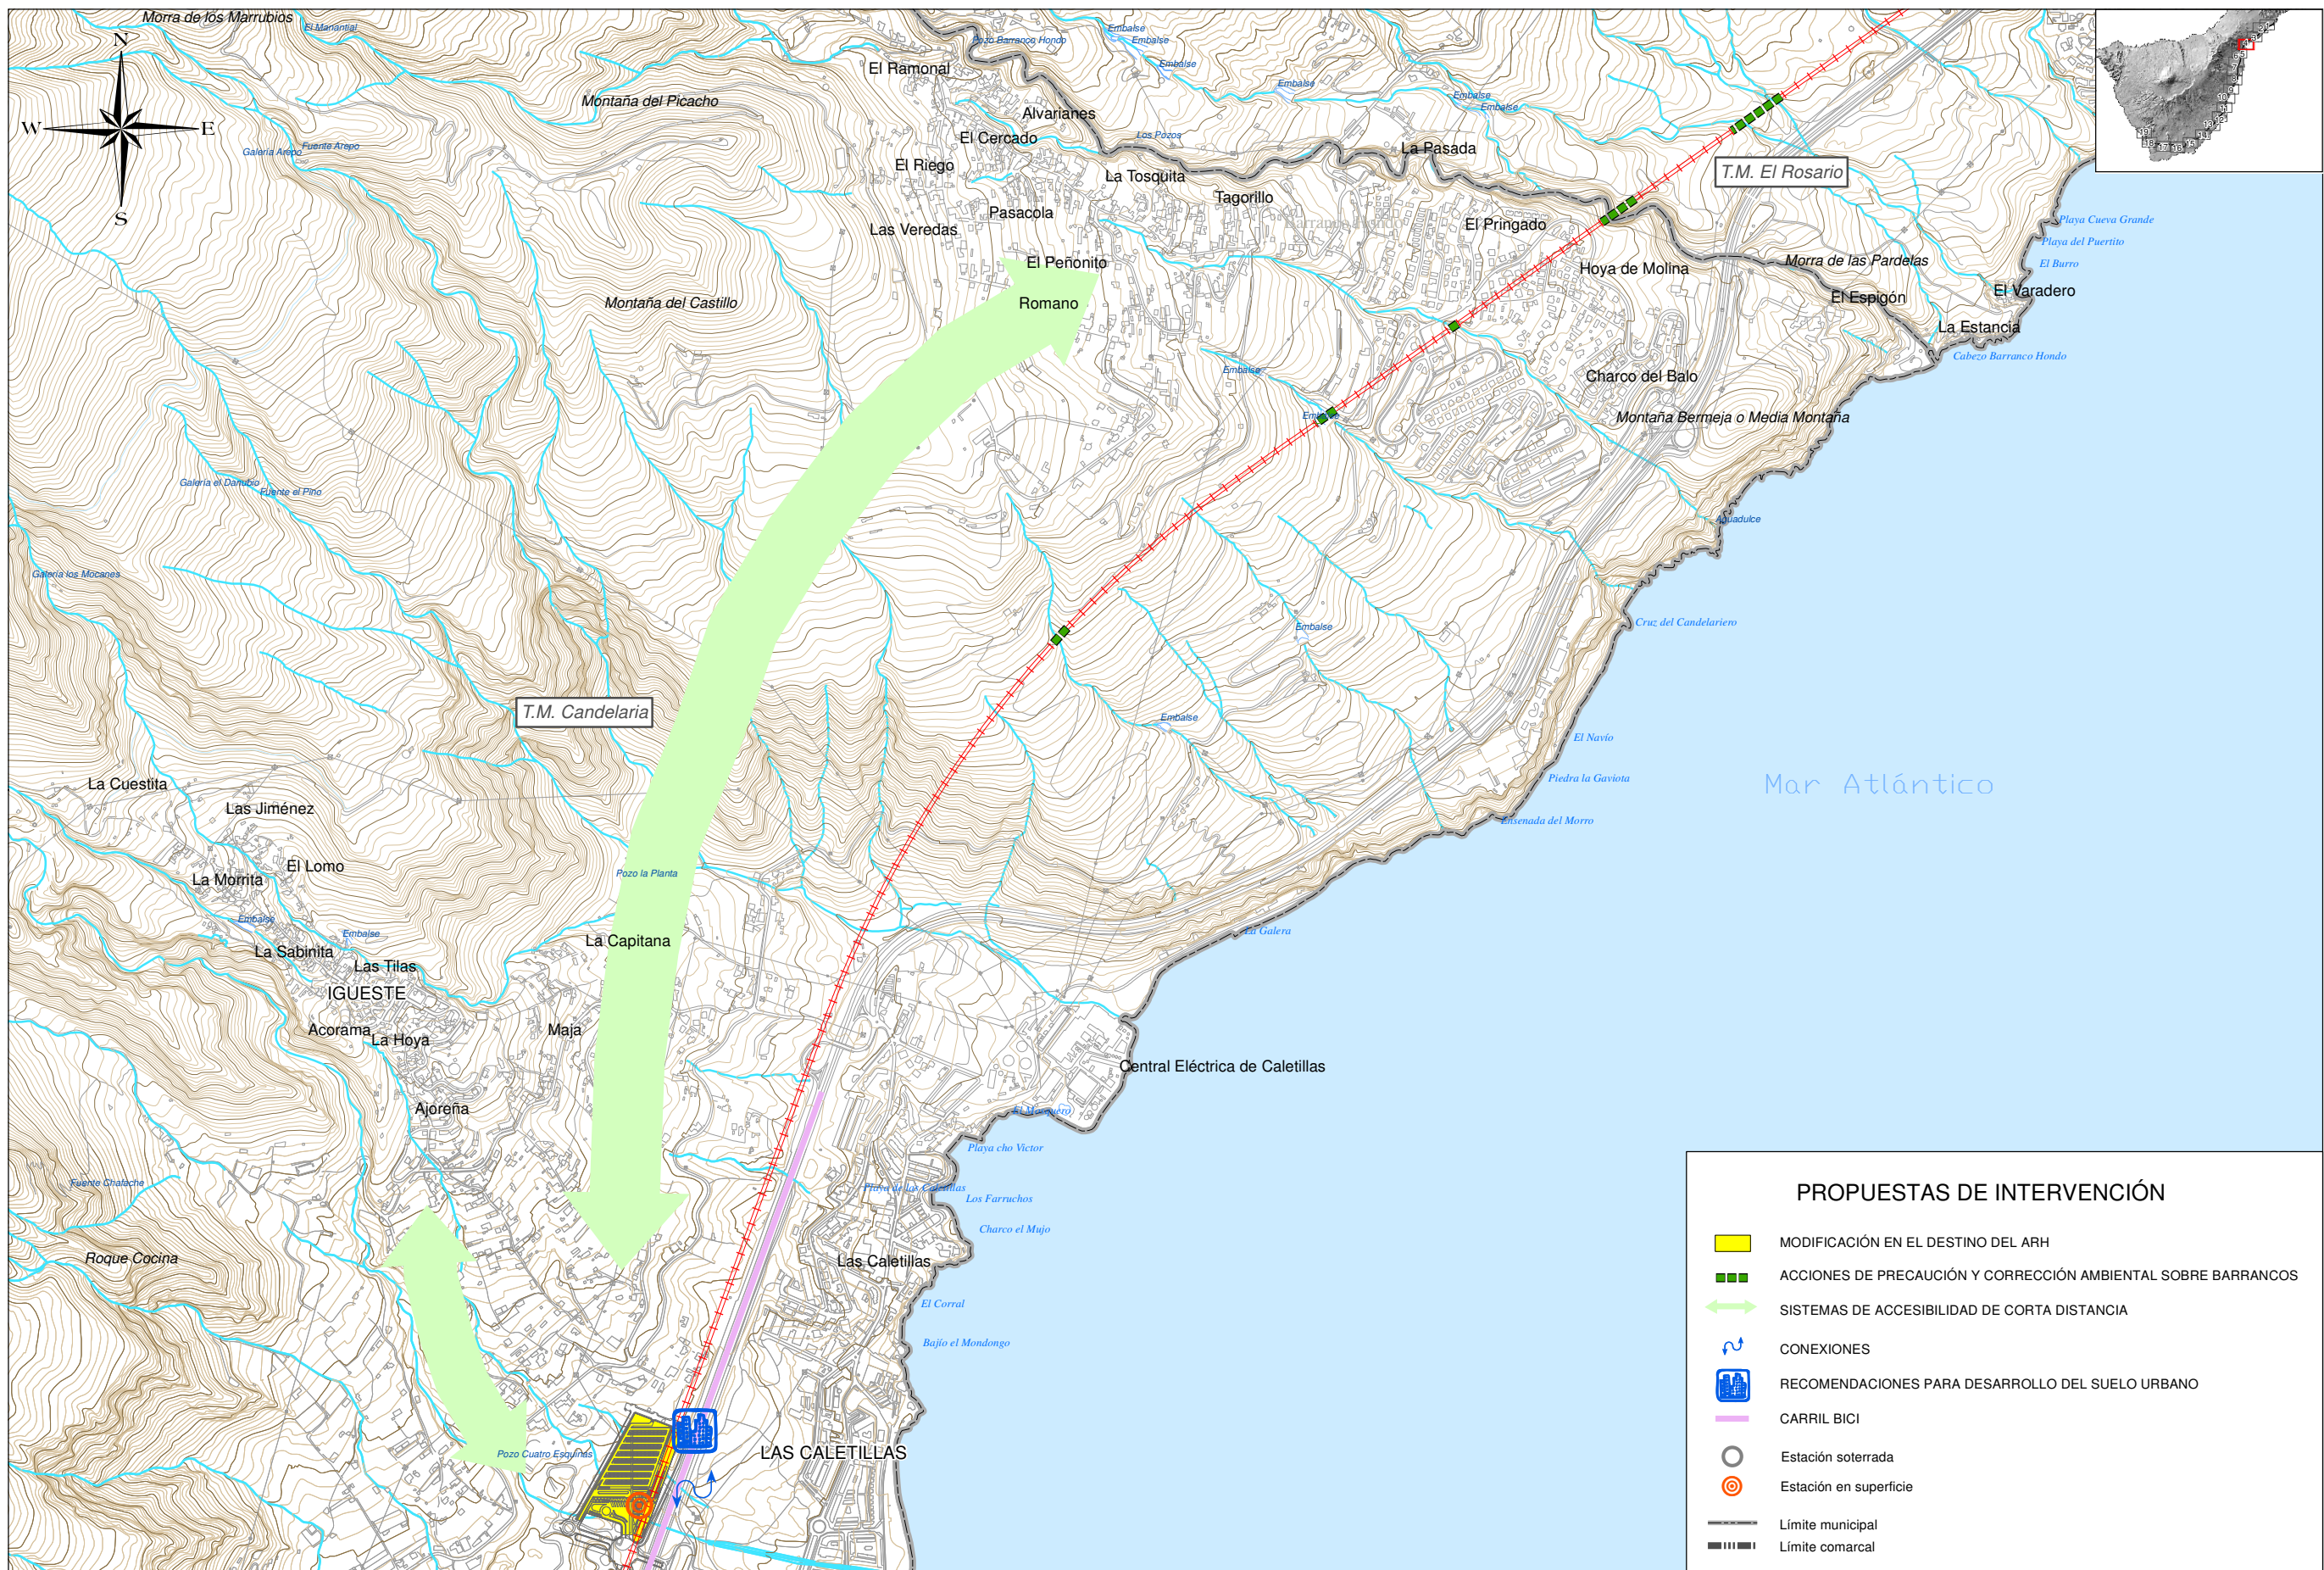 Morra de los Marrubios
El Manantial
N
W
E
S
Galería Arepo
Fuente Arepo
Montaña del Picacho
El Ramonal
Pozo Barranco Hondo
Embalse
Embalse
Embalse
Embalse
Embalse
Embalse
Alvarianes
El Cercado
Los Pozos
El Riego
La Tosquita
La Pasada
T.M. El Rosario
Tagorillo
Pasacola
Las Veredas
Barranco Hondo
El Pringado
Playa Cueva Grande
Playa del Puertito
El Burro
El Peñonito
Hoya de Molina
Morra de las Pardelas
El Varadero
El Espigón
Romano
Montaña del Castillo
La Estancia
Cabezo Barranco Hondo
Embalse
Charco del Balo
Embalse
Montaña Bermeja o Media Montaña
Galería el Danubio
Fuente el Pino
Aguadulce
Galería los Mocanes
Cruz del Candelariero
Embalse
T.M. Candelaria
Embalse
El Navío
Piedra la Gaviota
Mar Atlántico
Ensenada del Morro
La Cuestita
Las Jiménez
El Lomo
La Morrita
Pozo la Planta
Embalse
Embalse
La Galera
La Capitana
La Sabinita
Las Tilas
IGUESTE
Acorama
La Hoya
Maja
Central Eléctrica de Caletillas
Ajoreña
El Mosquero
Playa cho Victor
Fuente Chafache
Playa de las Caletillas
Los Farruchos
Charco el Mujo
Roque Cocina
Las Caletillas
El Corral
Bajío el Mondongo
Pozo Cuatro Esquinas
LAS CALETILLAS
PROPUESTAS DE INTERVENCIÓN
MODIFICACIÓN EN EL DESTINO DEL ARH
ACCIONES DE PRECAUCIÓN Y CORRECCIÓN AMBIENTAL SOBRE BARRANCOS
SISTEMAS DE ACCESIBILIDAD DE CORTA DISTANCIA
CONEXIONES
RECOMENDACIONES PARA DESARROLLO DEL SUELO URBANO
CARRIL BICI
Estación soterrada
Estación en superficie
Límite municipal
Límite comarcal